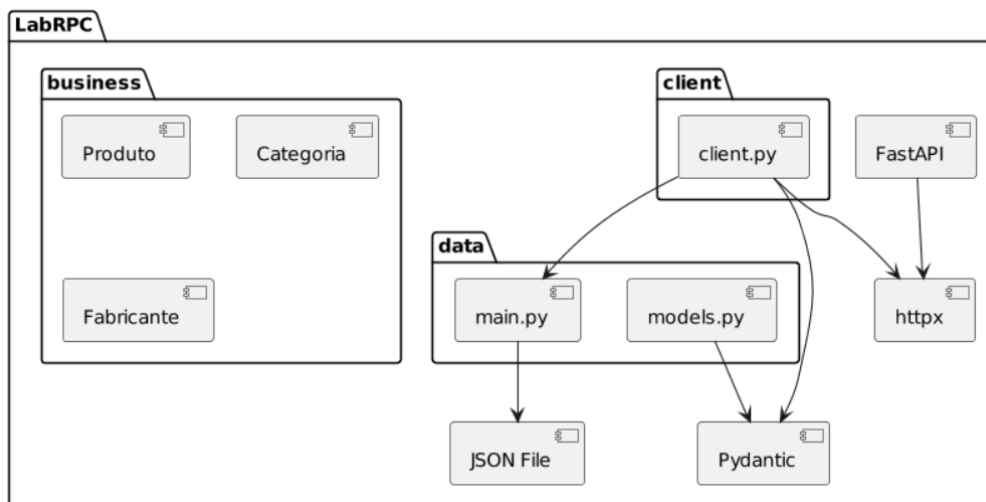 LabRPC
business
client
Produto
Categoria
client.py
FastAPI
data
Fabricante
main.py
models.py
httpx
JSON File
Pydantic